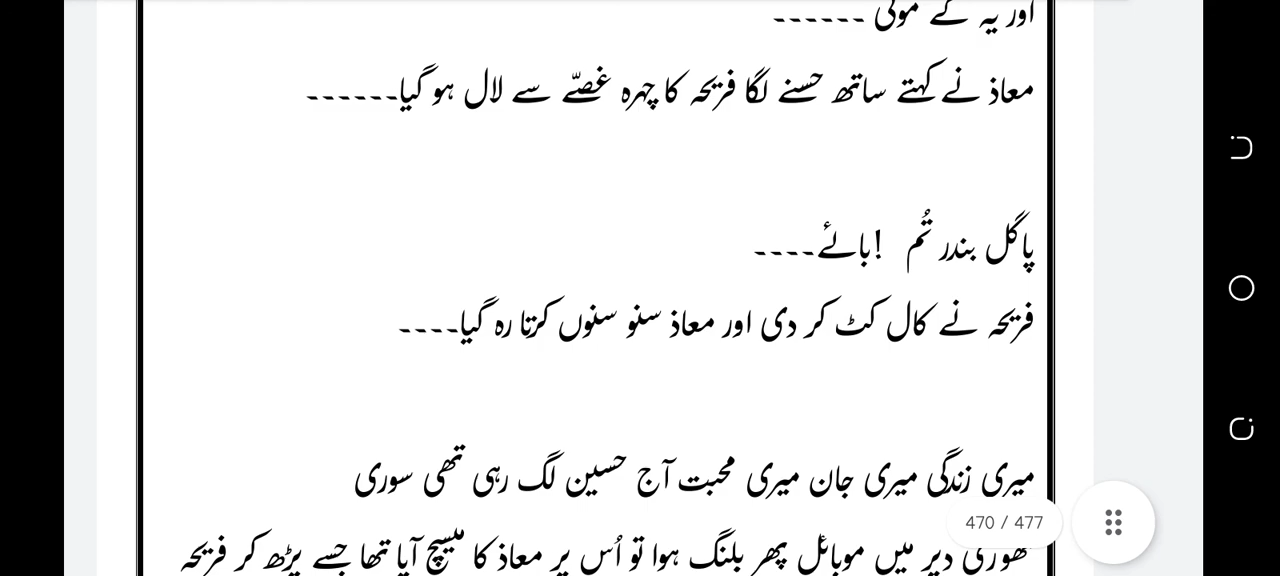 اور یہ کے موٹی ------
معاذ نے کہتے ساتھ حسنے لگا فریحہ کا چہرہ غصّے سے لال ہو گیا------
پاگل بندر تُم !بائے----
فریحہ نے کال کٹ کر دی اور معاذ سنو سنوں کرتا رہ گیا----
میری زندگی میری جان میری محبت آج حسین لگ رہی تھی سوری
تھوڑی دیر میں موبائل پھر بلنگ ہوا تو اُس پر معاذ کا میسیج آیا تھا جسے پڑھ کر فریحہ
470 / 477